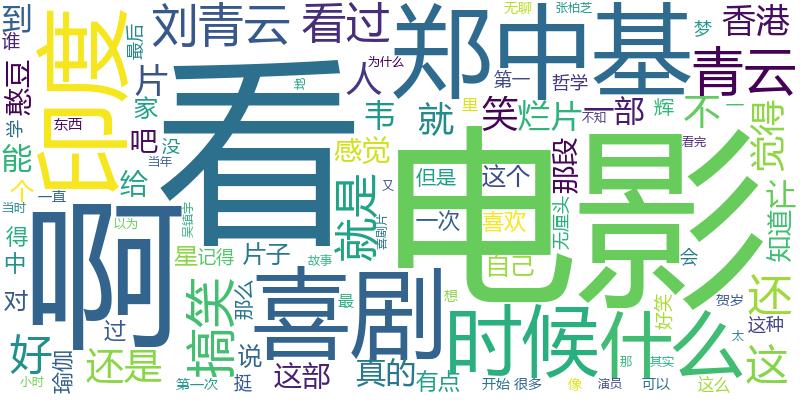 到
谁
憨豆
学
东西
能
个
一直
当时
得
中
对
好
小时
印度
最后
片
家
吧
没
当年
给
以为
啊
星
记得
片子
过
瑜伽
还是
第一次
刘青云
看过
为什么
人
看
韦
感觉
就是
又
喜剧片
吴镇宇
故事
那么
搞笑
说
挺
喜剧
这部
最
真的
有点
郑中基
无聊
张柏芝
第一
哲学
就
笑
烂片
一部
不知
里
但是
这个
那段
一次
喜欢
无厘头
自己
想
电影
时候
什么
开始
很多
像
演员
那
其实
可以
好笑
梦
香港
青云
辉
不
一
觉得
看完
知道
让
会
贺岁
还
太
这种
这
这么